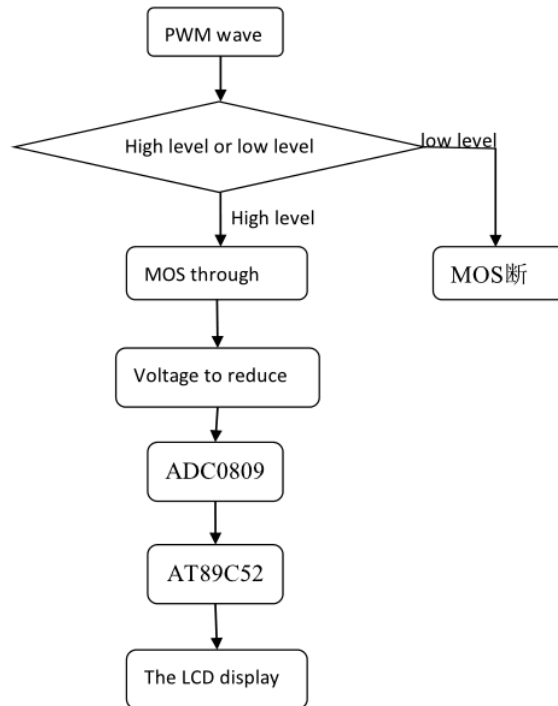 PWM wave
High level or low level
low level
High level
MOS through
MOS断
Voltage to reduce
ADC0809
AT89C52
The LCD display